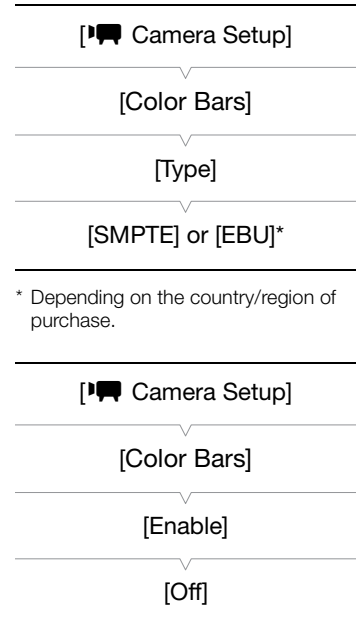 [ Camera Setup]
[Color Bars]
[Type]
[SMPTE] or [EBU]*
* Depending on the country/region of
purchase.
[ Camera Setup]
[Color Bars]
[Enable]
[Off]